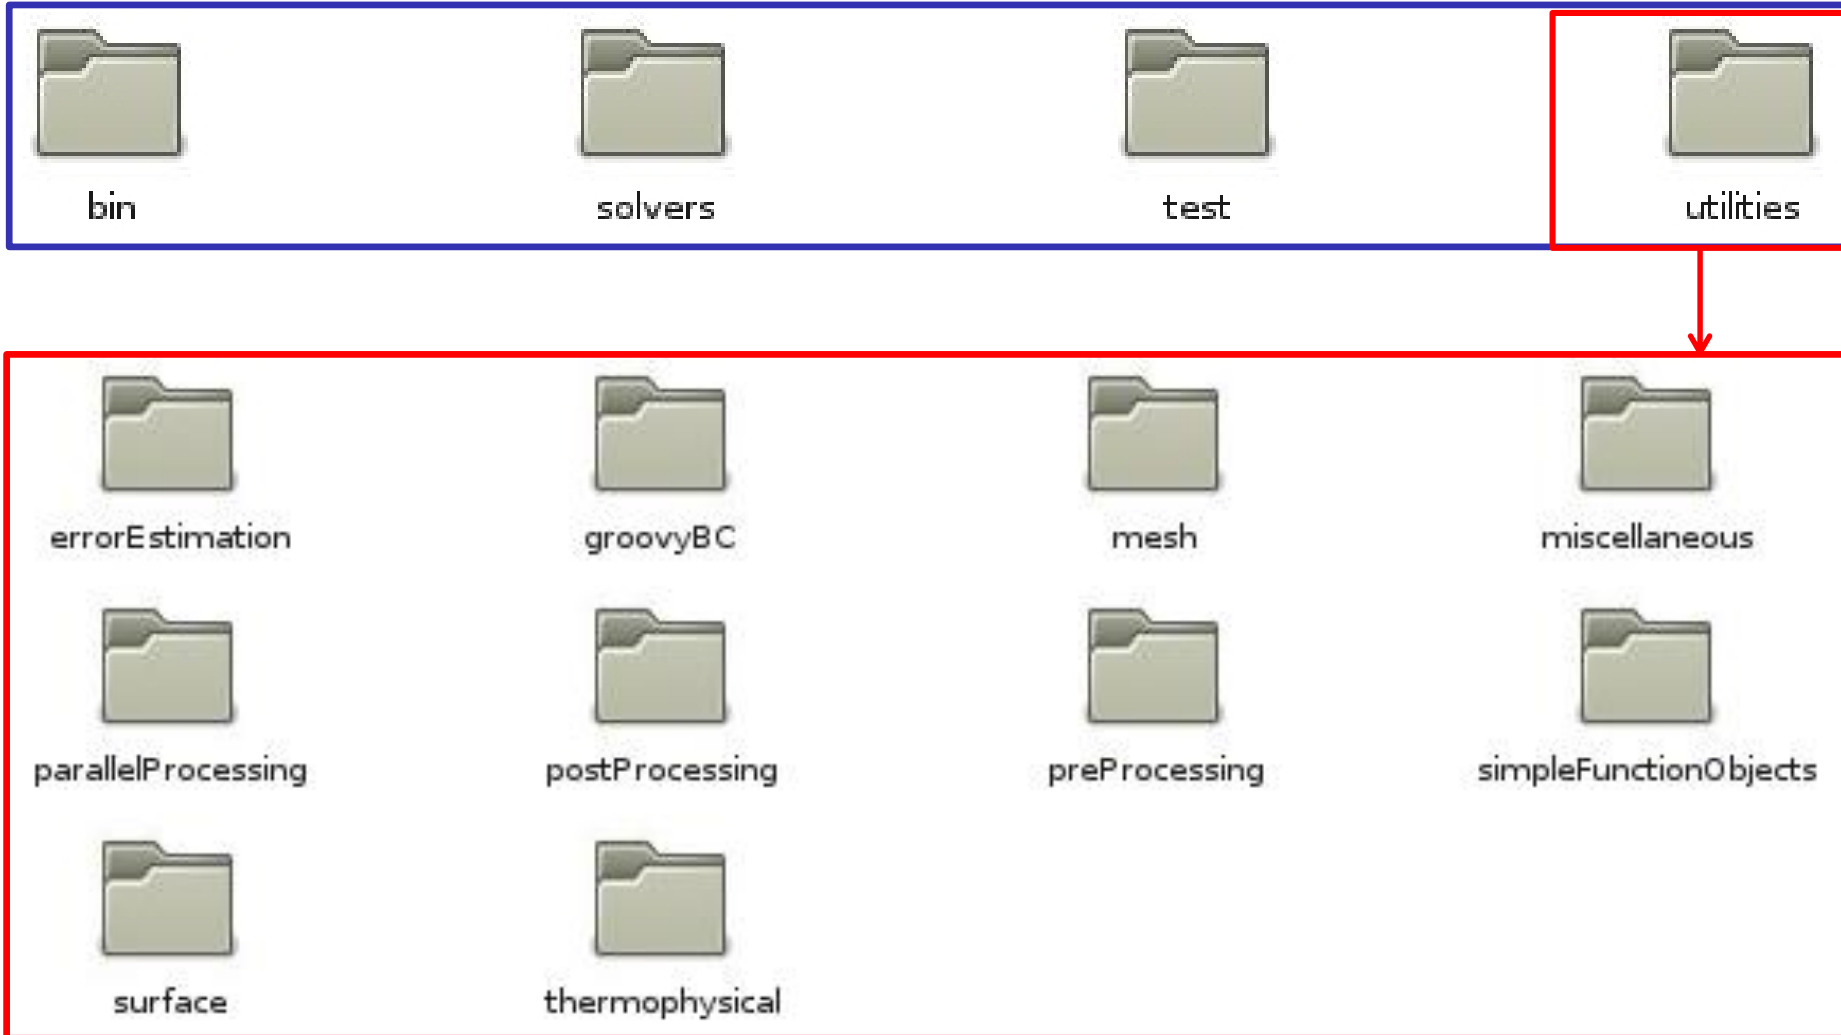 bin solvers test utilities
errorEstimation groovyBC mesh miscellaneous
parallelProcessing postProcessing preProcessing simpleFunctionObjects
surface thermophysical